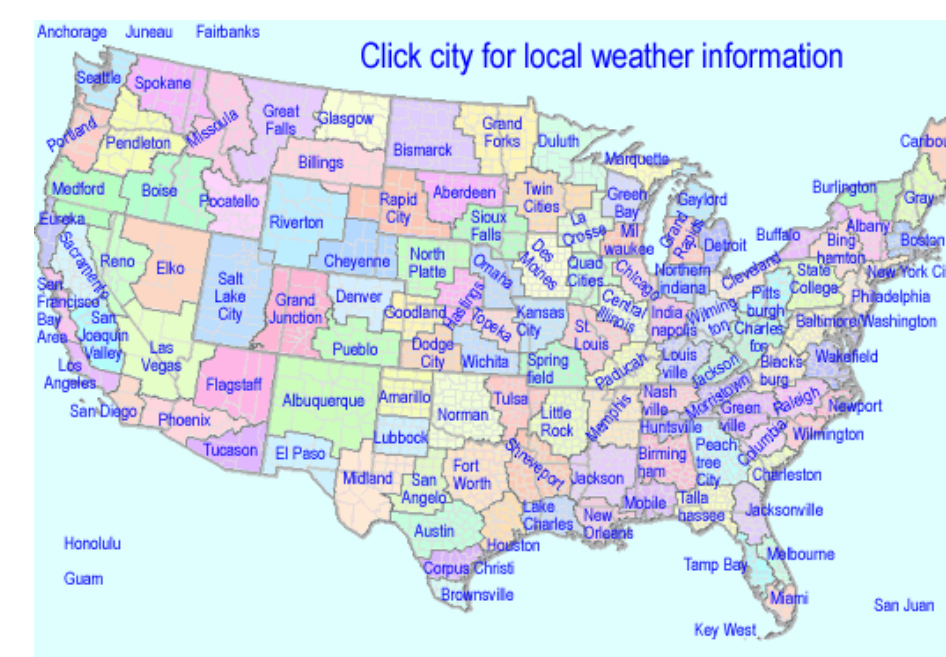 Anchorage Juneau Fairbanks
Click city for local weather information
Seattle
Spokane
Portland
Pendleton
Missoula
Great
Falls
Glasgow
Billings
Bismarck
Grand
Forks
Duluth
Marquette
Caribou
Medford
Boise
Pocatello
Riverton
Rapid
City
Aberdeen
Sioux
Falls
Twin
Cities
La
Crosse
Green
Bay
Mil
waukee
Gaylord
Grand
Rapids
Detroit
Burlington
Gray
Buffalo
Albany
Bing
hamton
Boston
Eureka
Sacramento
Reno
Elko
Salt
Lake
City
Cheyenne
North
Platte
Omaha
Des
Moines
Quad
Cities
Chicago
Northern
indiana
Cleveland
State
College
New York Ci
San
Francisco
Bay
Area
San
Joaquin
Valley
Las
Vegas
Grand
Junction
Denver
Goodland
Hastings
Topeka
Kansas
City
St.
Louis
Central
Illinois
India
napolis
Wilming
ton
Pitts
burgh
Charles
ton
Philadelphia
Baltimore/Washington
Los
Angeles
Pueblo
Dodge
City
Wichita
Spring
field
Paducah
Louis
ville
Jackson
Blacks
burg
Wakefield
San Diego
Phoenix
Flagstaff
Albuquerque
Amarillo
Norman
Tulsa
Little
Rock
Memphis
Nash
ville
Morristown
Huntsville
Green
ville
Raleigh
Newport
Tucason
El Paso
Lubbock
Midland
San
Angelo
Fort
Worth
Shreveport
Jackson
Birming
ham
Peach
tree
City
Columbia
Wilmington
Charleston
Austin
Lake
Charles
New
Orleans
Mobile
Talla
hassee
Jacksonville
Honolulu
Houston
Guam
Corpus Christi
Brownsville
Tampa Bay
Melbourne
Miami
San Juan
Key West